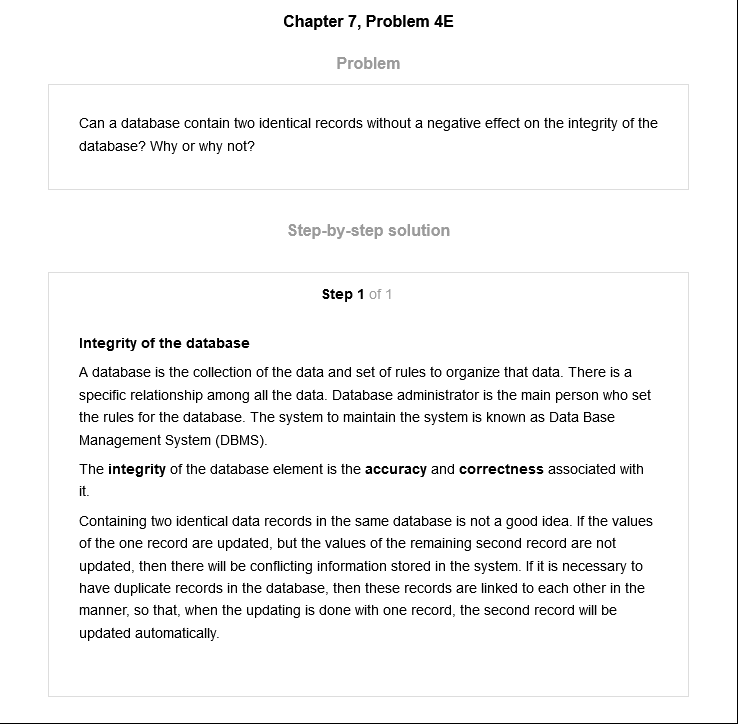 Chapter 7, Problem 4E
Problem
Can a database contain two identical records without a negative effect on the integrity of the
database? Why or why not?
Step-by-step solution
Step 1 of 1
Integrity of the database
A database is the collection of the data and set of rules to organize that data. There is a
specific relationship among all the data. Database administrator is the main person who set
the rules for the database. The system to maintain the system is known as Data Base
Management System (DBMS).
The integrity of the database element is the accuracy and correctness associated with
it.
Containing two identical data records in the same database is not a good idea. If the values
of the one record are updated, but the values of the remaining second record are not
updated, then there will be conflicting information stored in the system. If it is necessary to
have duplicate records in the database, then these records are linked to each other in the
manner, so that, when the updating is done with one record, the second record will be
updated automatically.